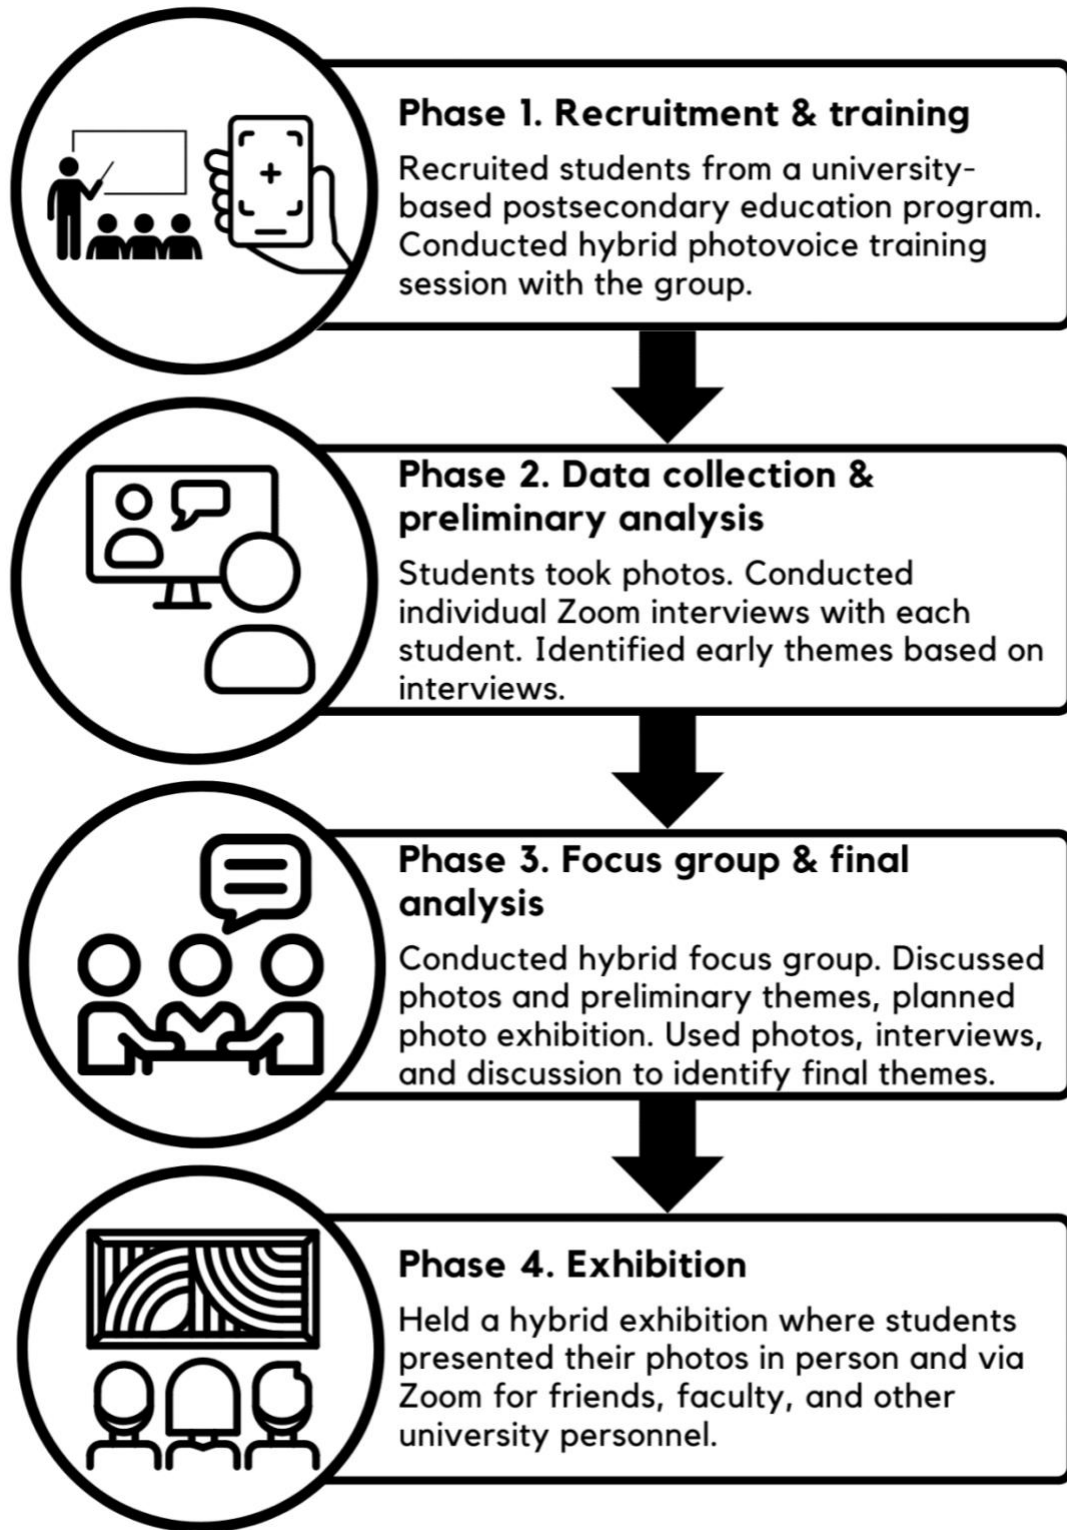 Phase 1. Recruitment & training
Recruited students from a university-
based postsecondary education program.
Conducted hybrid photovoice training
session with the group.
Phase 2. Data collection &
preliminary analysis
Students took photos. Conducted
individual Zoom interviews with each
student. Identified early themes based on
interviews.
Phase 3. Focus group & final
analysis
Conducted hybrid focus group. Discussed
photos and preliminary themes, planned
photo exhibition. Used photos, interviews,
and discussion to identify final themes.
Phase 4. Exhibition
Held a hybrid exhibition where students
presented their photos in person and via
Zoom for friends, faculty, and other
university personnel.